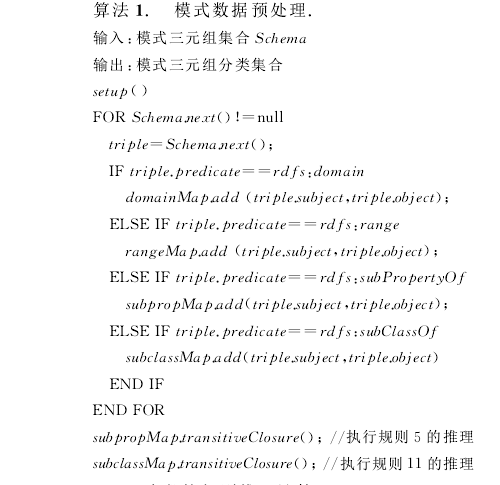 算法 1. 模式数据预处理.
输入:模式三元组集合 Schema
输出:模式三元组分类集合
setup()
FOR Schema.next()!=null
triple=Schema.next();
IF triple.predicate==rdfs:domain
domainMap.add (triple.subject,triple.object);
ELSE IF triple.predicate==rdfs:range
rangeMap.add (triple.subject,triple.object);
ELSE IF triple.predicate==rdfs:subPropertyOf
subpropMap.add(triple.subject,triple.object);
ELSE IF triple.predicate==rdfs:subClassOf
subclassMap.add(triple.subject,triple.object)
END IF
END FOR
subpropMap.transitiveClosure(); //执行规则 5 的推理
subclassMap.transitiveClosure(); //执行规则 11 的推理